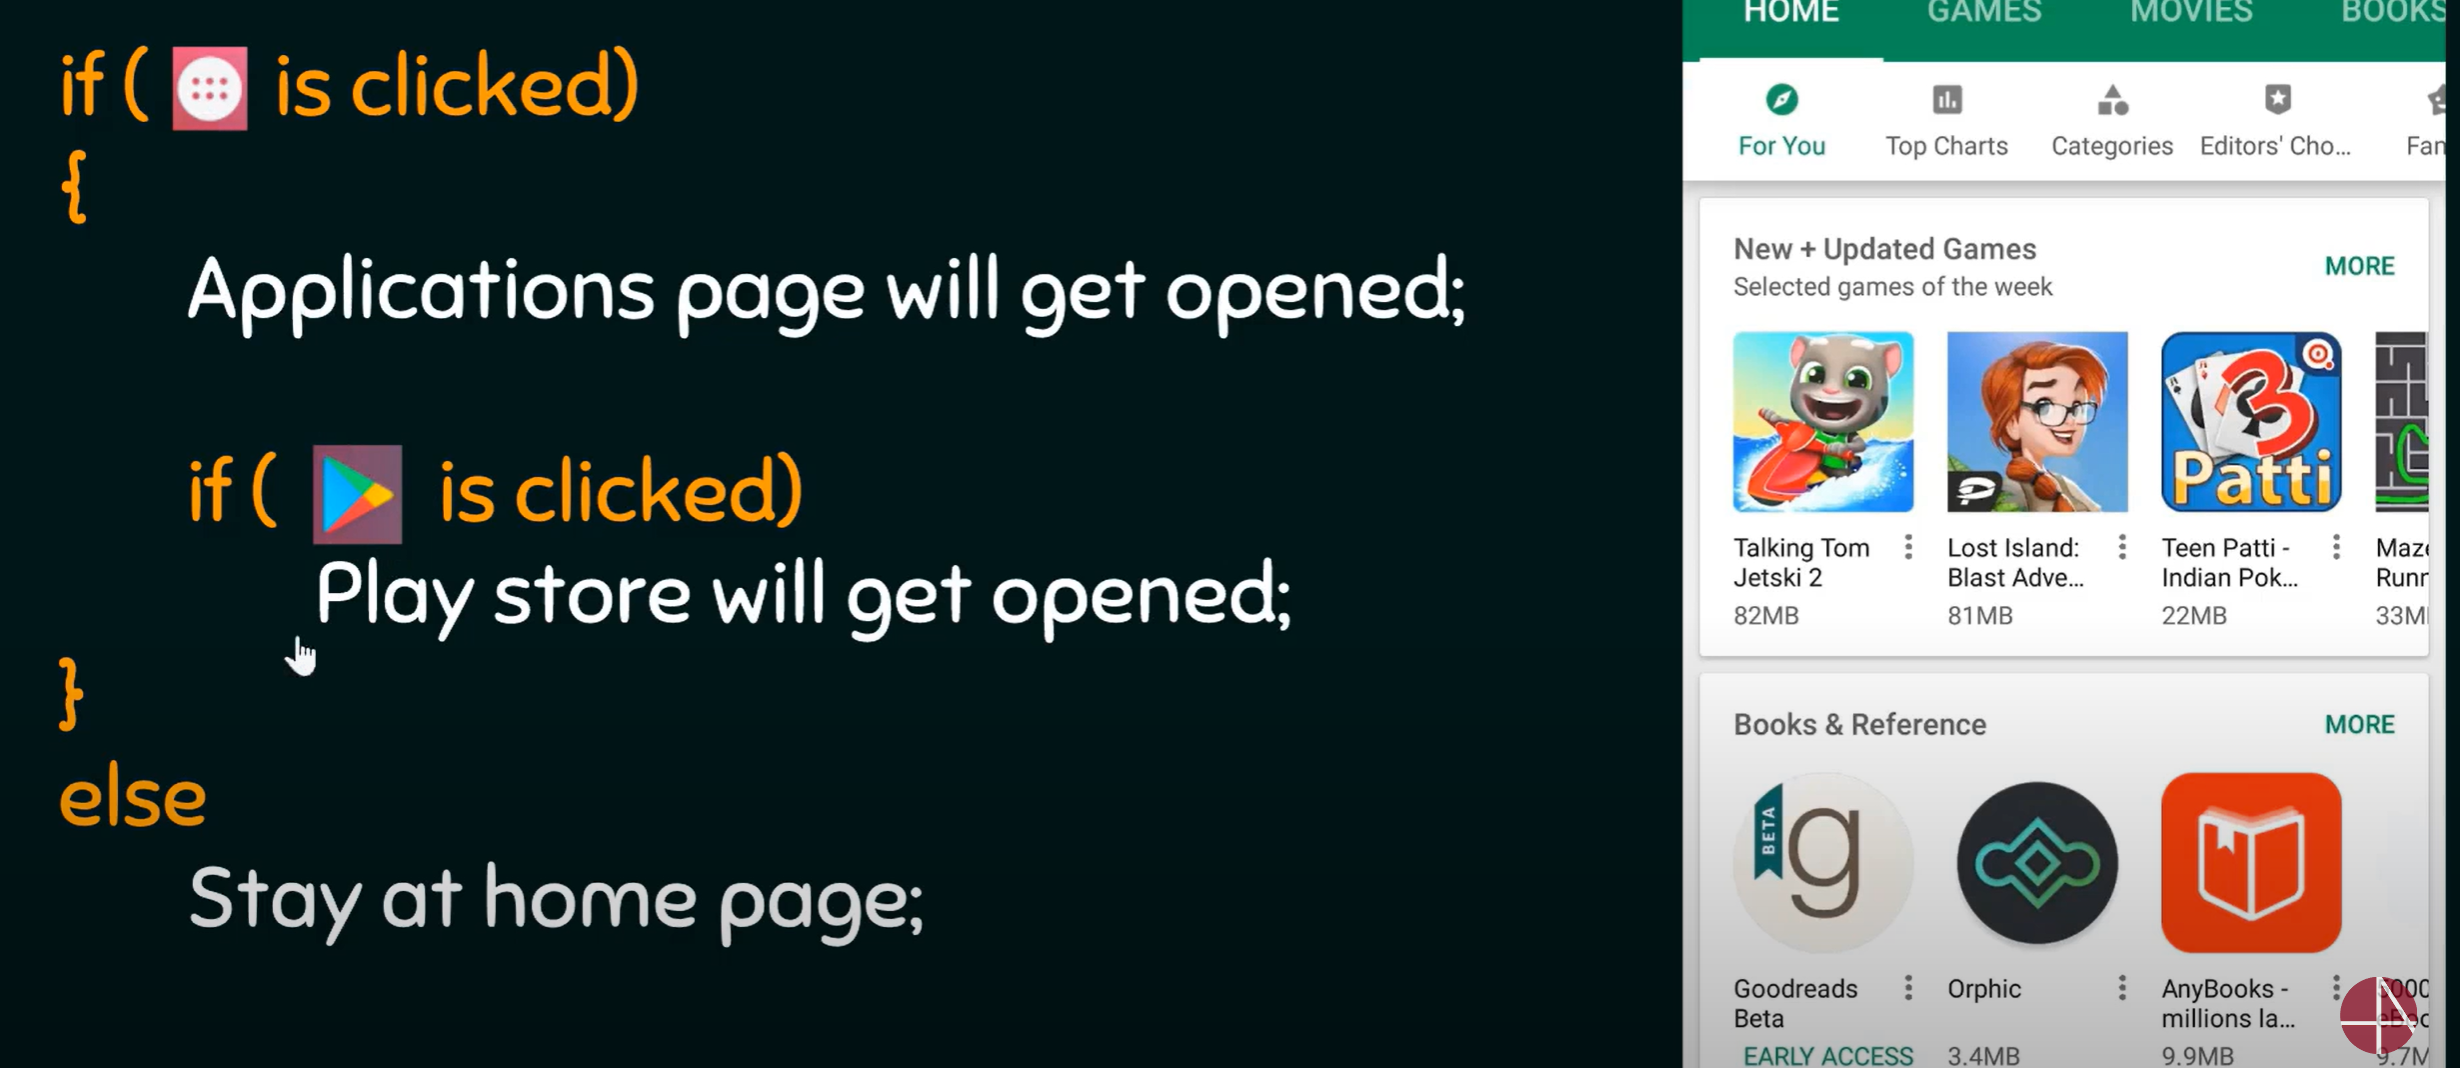 if ( is clicked)
{
Applications page will get opened;
if ( is clicked)
Play store will get opened;
}
else
Stay at home page;
HOME GAMES MOVIES BOOKS
For You Top Charts Categories Editors' Cho... Fan
New + Updated Games
MORE
Selected games of the week
3 Patti
Talking Tom
Jetski 2
82MB
Lost Island:
Blast Adve...
81MB
Teen Patti -
Indian Pok...
22MB
Maze
Runn
33M
Books & Reference
MORE
BETA
g
Goodreads
Beta
EARLY ACCESS
Orphic
3.4MB
AnyBooks -
millions la...
9.9MB
9.7M